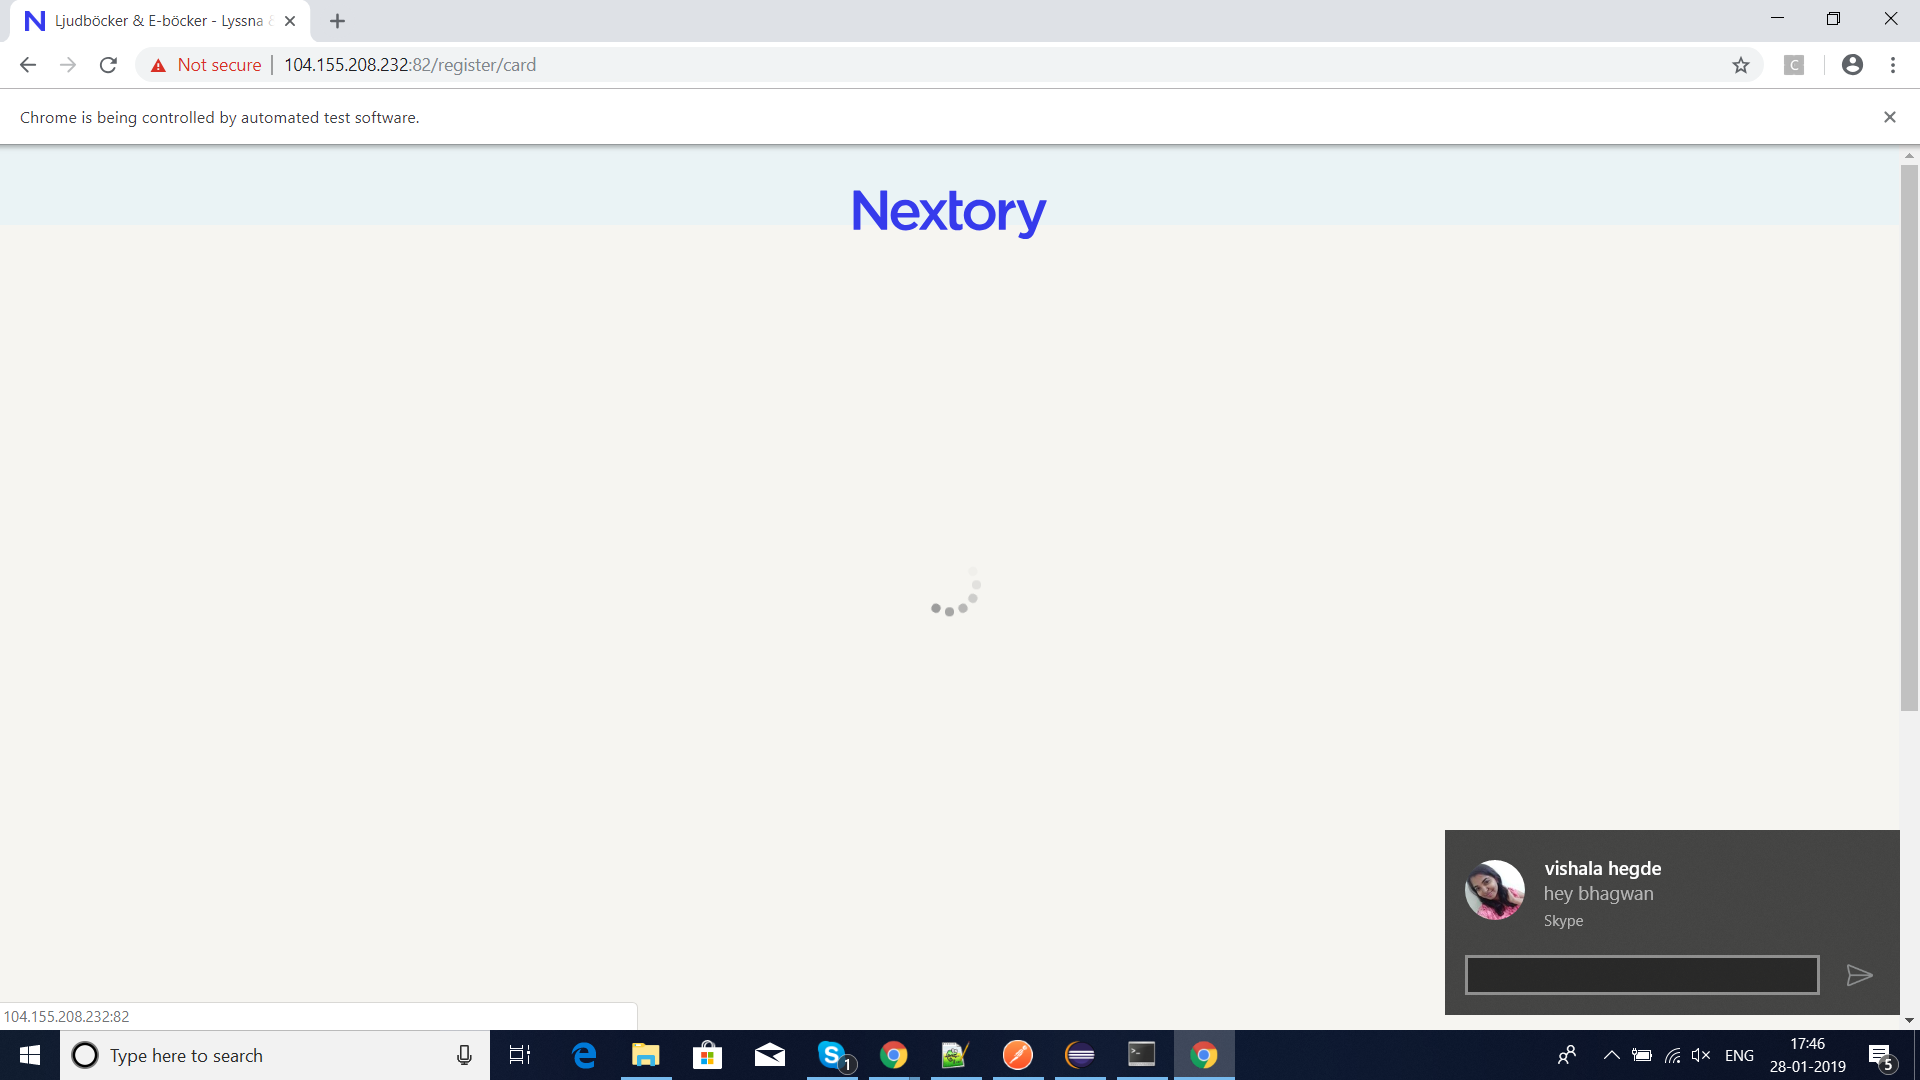 Ljudböcker & E-böcker - Lyssna
Not secure
104.155.208.232:82/register/card
C
Chrome is being controlled by automated test software.
Nextory
vishala hegde
hey bhagwan
Skype
104.155.208.232:82
Type here to search
1
ENG
17:46
28-01-2019
5